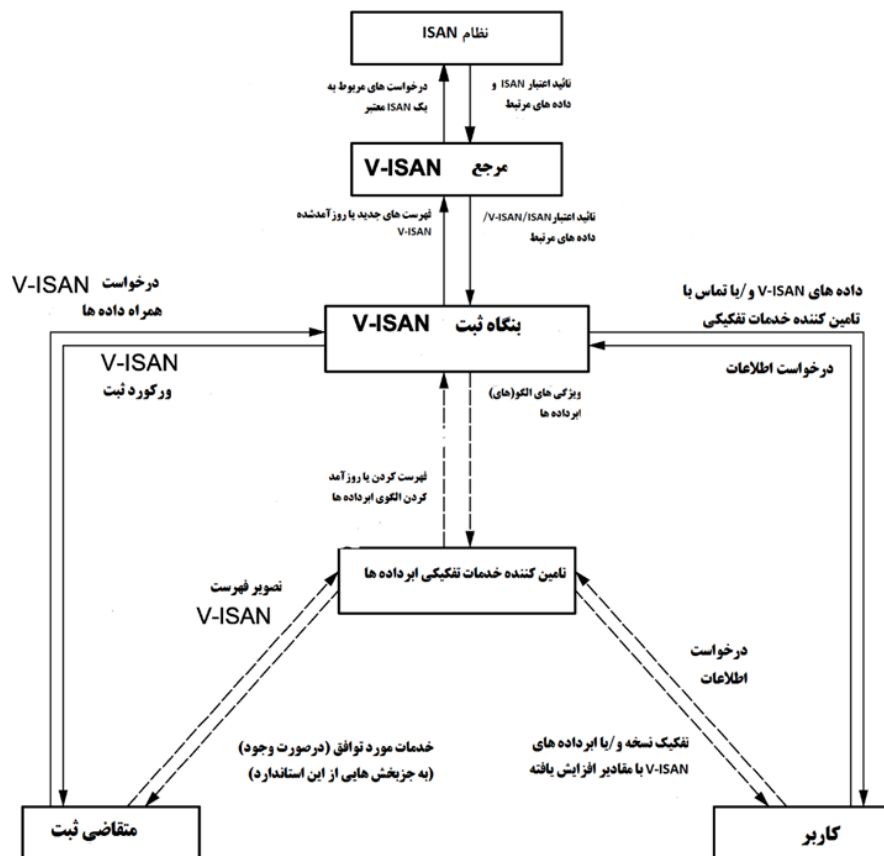 نظام ISAN
درخواست های مربوط به
یک ISAN معتبر
تائید اعتبار ISAN و
داده های مرتبط
مرجع V-ISAN
فهرست های جدید یا روزآمدشده
V-ISAN
تائید اعتبار V-ISAN/ISAN/
داده های مرتبط
درخواست V-ISAN
همراه داده ها
بنگاه ثبت V-ISAN
داده های V-ISAN و/یا تماس با
تامین کننده خدمات تفکیکی
V-ISAN
ورکورد ثبت
درخواست اطلاعات
ویژگی های الگو(های)
ابرداده ها
فهرست کردن یا روزآمد
کردن الگوی ابرداده ها
تامین کننده خدمات تفکیکی ابرداده ها
تصویر فهرست
V-ISAN
درخواست
اطلاعات
خدمات مورد توافق (درصورت وجود)
(به جزبخش هایی از این استاندارد)
تفکیک نسخه و/یا ابرداده های
V-ISAN با مقادیر افزایش یافته
متقاضی ثبت
کاربر